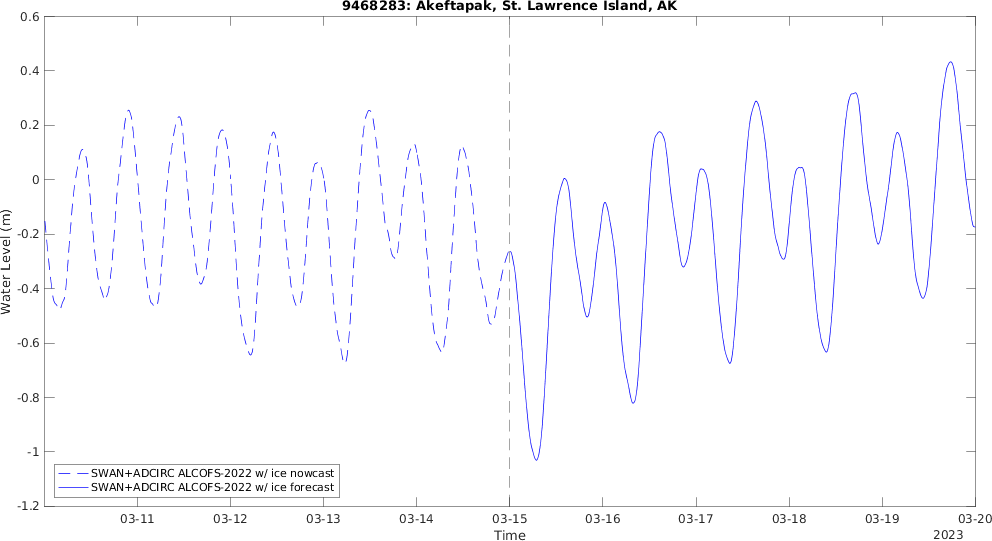 9468283: Akeftapak, St. Lawrence Island, AK
0.6
0.4
0.2
0
-0.2
-0.4
-0.6
-0.8
-1
-1.2
Water Level (m)
SWAN+ADCIRC ALCOFS-2022 w/ ice nowcast
SWAN+ADCIRC ALCOFS-2022 w/ ice forecast
03-11 03-12 03-13 03-14 03-15 03-16 03-17 03-18 03-19 03-20
Time
2023